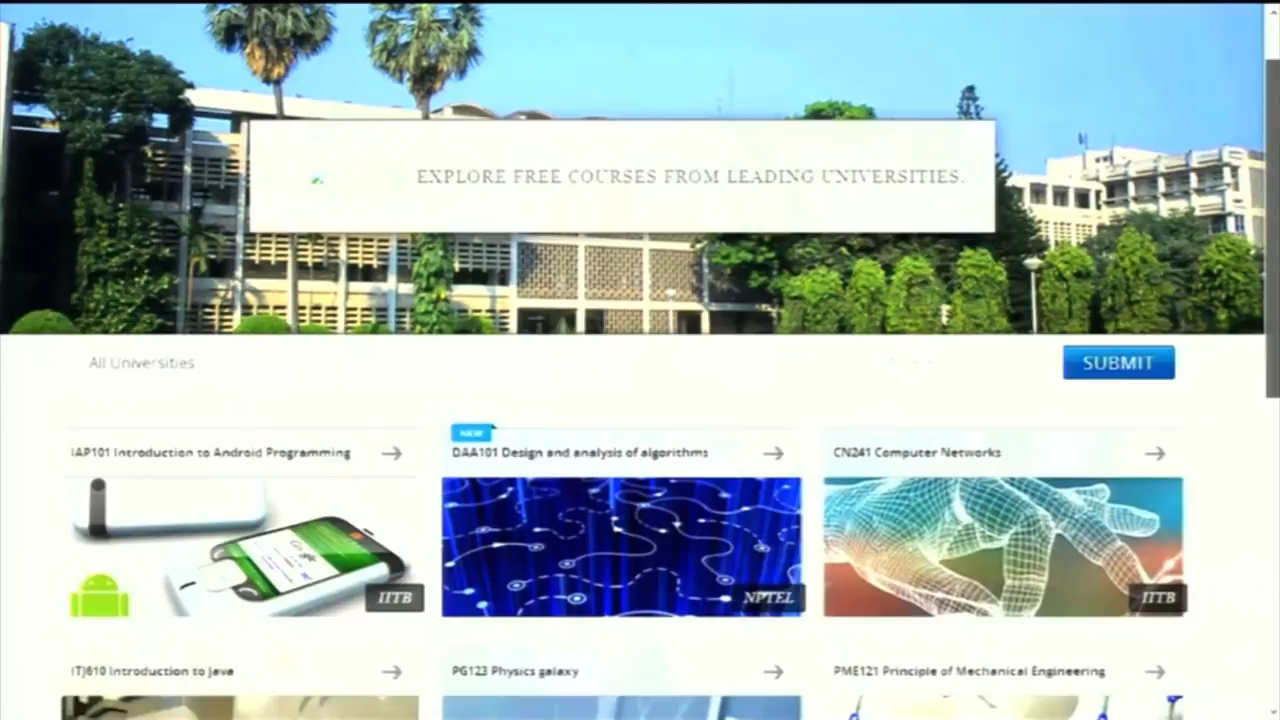 EXPLORE FREE COURSES FROM LEADING UNIVERSITIES.
All Universities
SUBMIT
IAP101 Introduction to Android Programming
NEW
DAA101 Design and analysis of algorithms
CN241 Computer Networks
Google
IITB
NPTEL
IITB
ITJ610 Introduction to Java
PG123 Physics galaxy
PME121 Principle of Mechanical Engineering